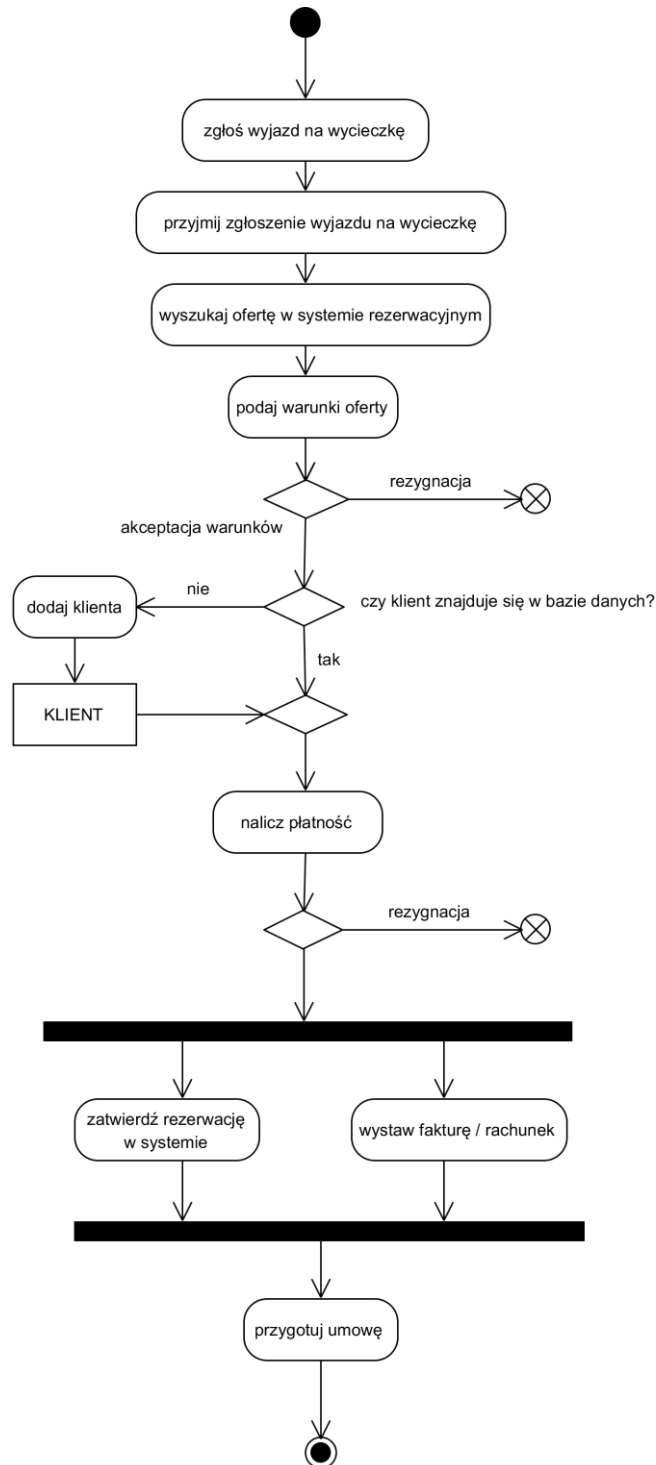 zgłoś wyjazd na wycieczkę
przyjmij zgłoszenie wyjazdu na wycieczkę
wyszukaj ofertę w systemie rezerwacyjnym
podaj warunki oferty
rezygnacja
akceptacja warunków
nie
czy klient znajduje się w bazie danych?
dodaj klienta
tak
KLIENT
nalicz płatność
rezygnacja
zatwierdź rezerwację
w systemie
wystaw fakturę / rachunek
przygotuj umowę